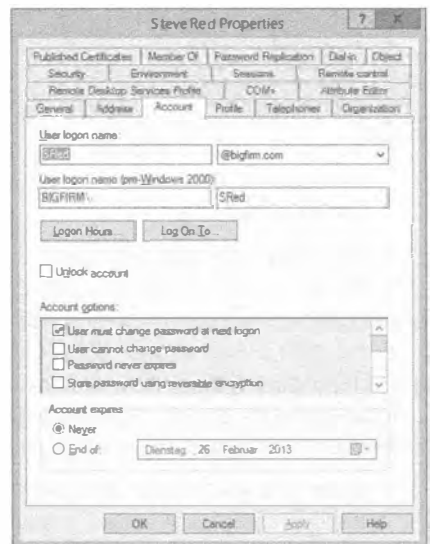 Steve Red Properties
?
Published Certificates Member Of Password Replication Dial-in Object
Security Environment Sessions Remote control
Remote Desktop Services Profile COM+ Attribute Editor
General Address Account Profile Telephones Organization
User logon name:
SRed @bigfirm.com
User logon name (pre-Windows 2000):
BIGFIRM\ SRed
Logon Hours... Log On To...
Unlock account
Account options:
User must change password at next logon
User cannot change password
Password never expires
Store password using reversible encryption
Account expires
Never
End of: Dienstag 26 Februar 2013
OK Cancel Apply Help